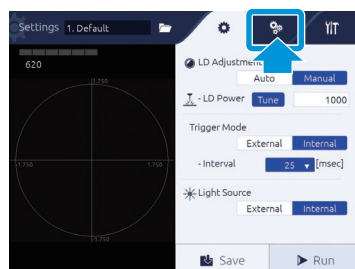 Settings 1. Default
620
1.750
-1.750 1.750
-1.750
LD Adjustment
Auto Manual
- LD Power Tune 1000
Trigger Mode
External Internal
- Interval 25 [msec]
Light Source
External Internal
Save Run